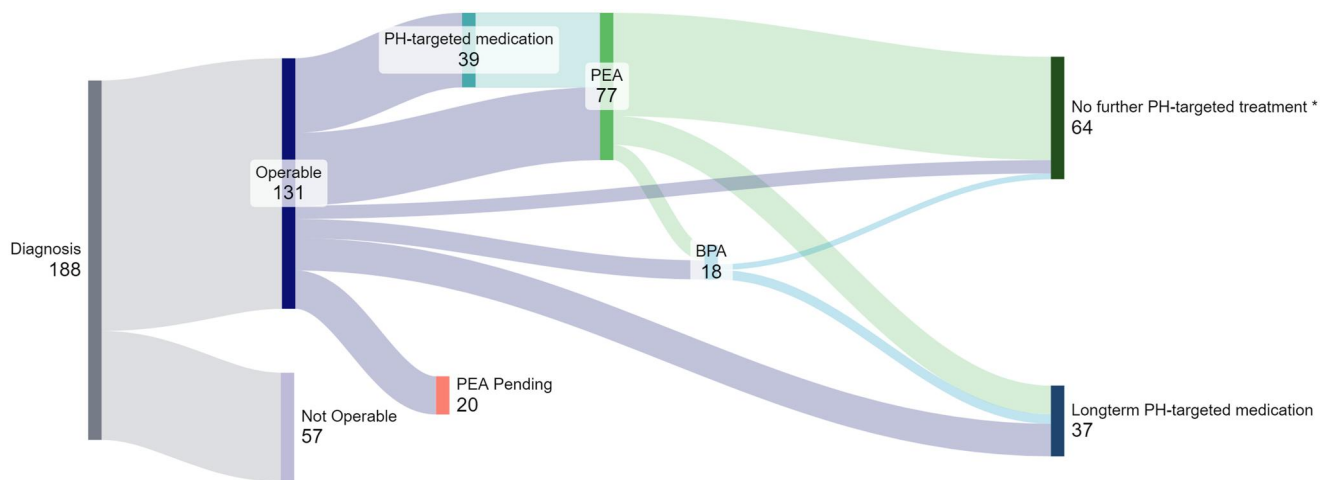 Diagnosis
188
Operable
131
Not Operable
57
PH-targeted medication
39
PEA
77
PEA Pending
20
BPA
18
No further PH-targeted treatment *
64
Longterm PH-targeted medication
37